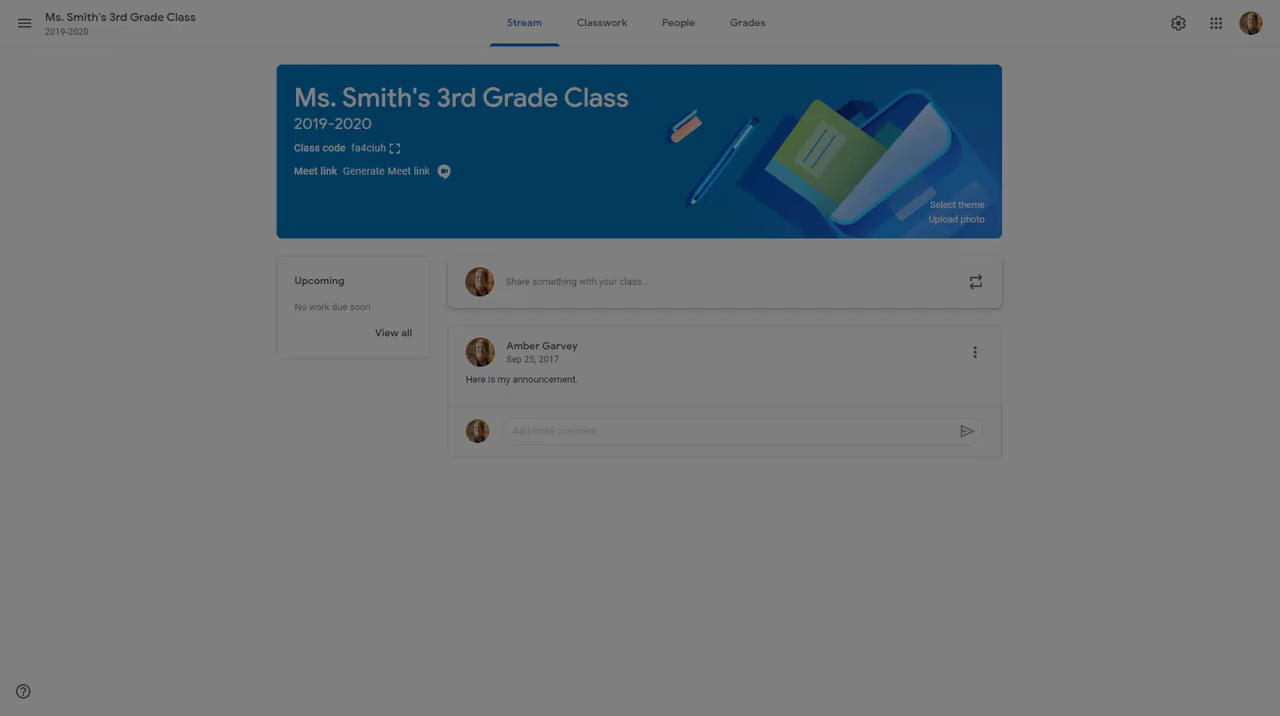 Ms. Smith's 3rd Grade Class
2019-2020
Stream
Classwork
People
Grades
Ms. Smith's 3rd Grade Class
2019-2020
Class code fa4ciuh
Meet link Generate Meet link
Select theme
Upload photo
Upcoming
No work due soon
View all
Share something with your class...
Amber Garvey
Sep 25, 2017
Here is my announcement.
Add class comment